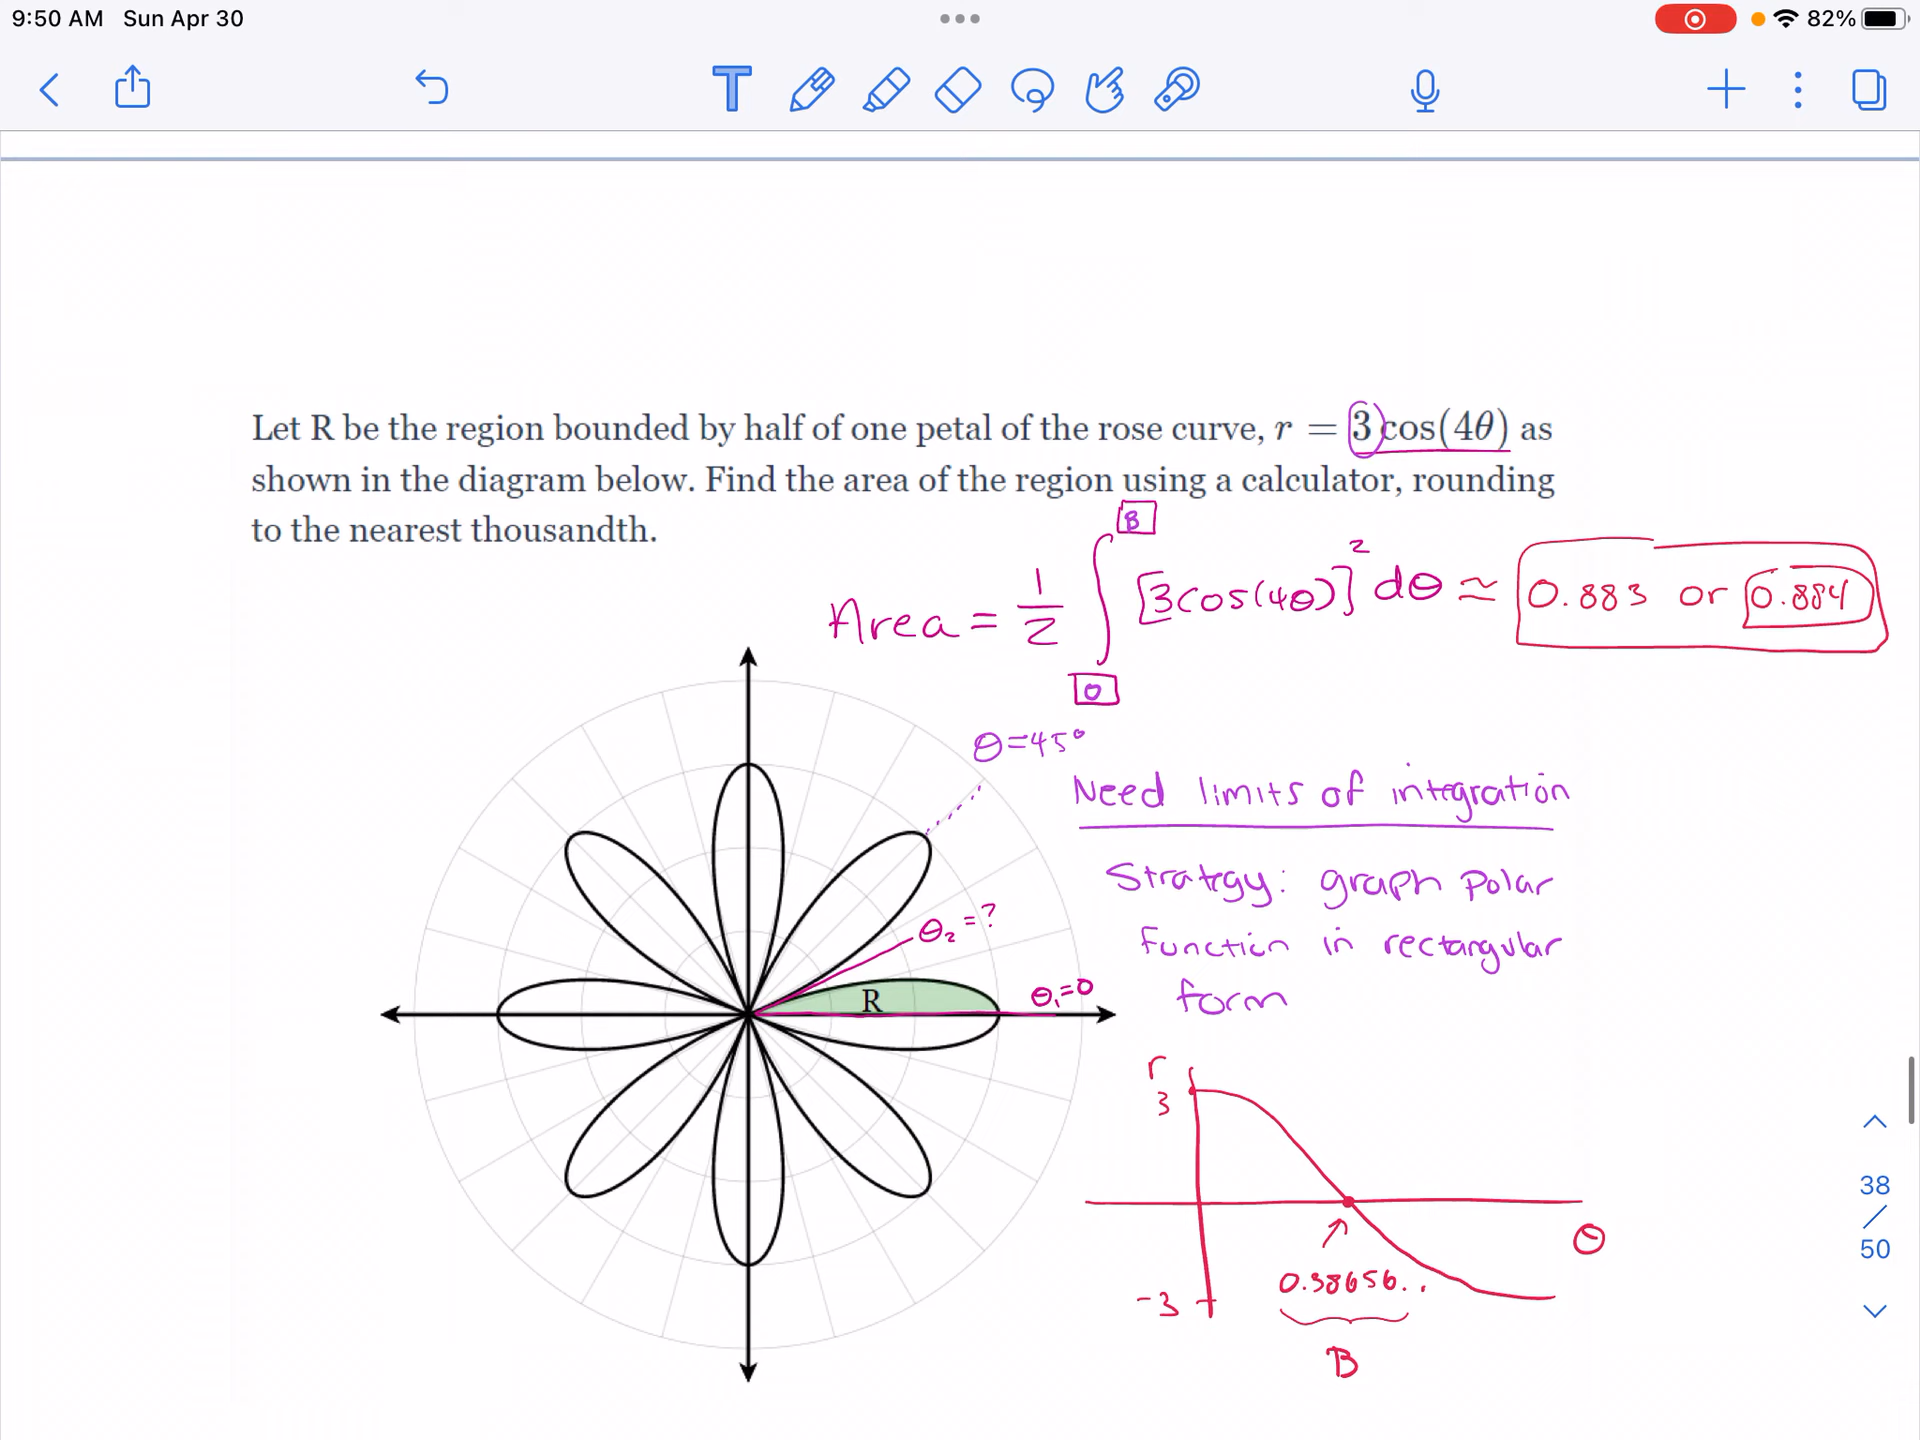 9:50 AM Sun Apr 30
82%
T
Let R be the region bounded by half of one petal of the rose curve, r = 3cos(4θ) as
shown in the diagram below. Find the area of the region using a calculator, rounding
to the nearest thousandth.
B
Area = 1/2 ∫ [3cos(4θ)]² dθ ≃ 0.883 or 0.884
0
θ=45°
Need limits of integration
Strategy: graph polar
function in rectangular
form
θ₂=?
θ₁=0
R
r
3
θ
-3
0.38656..
B
38
/
50